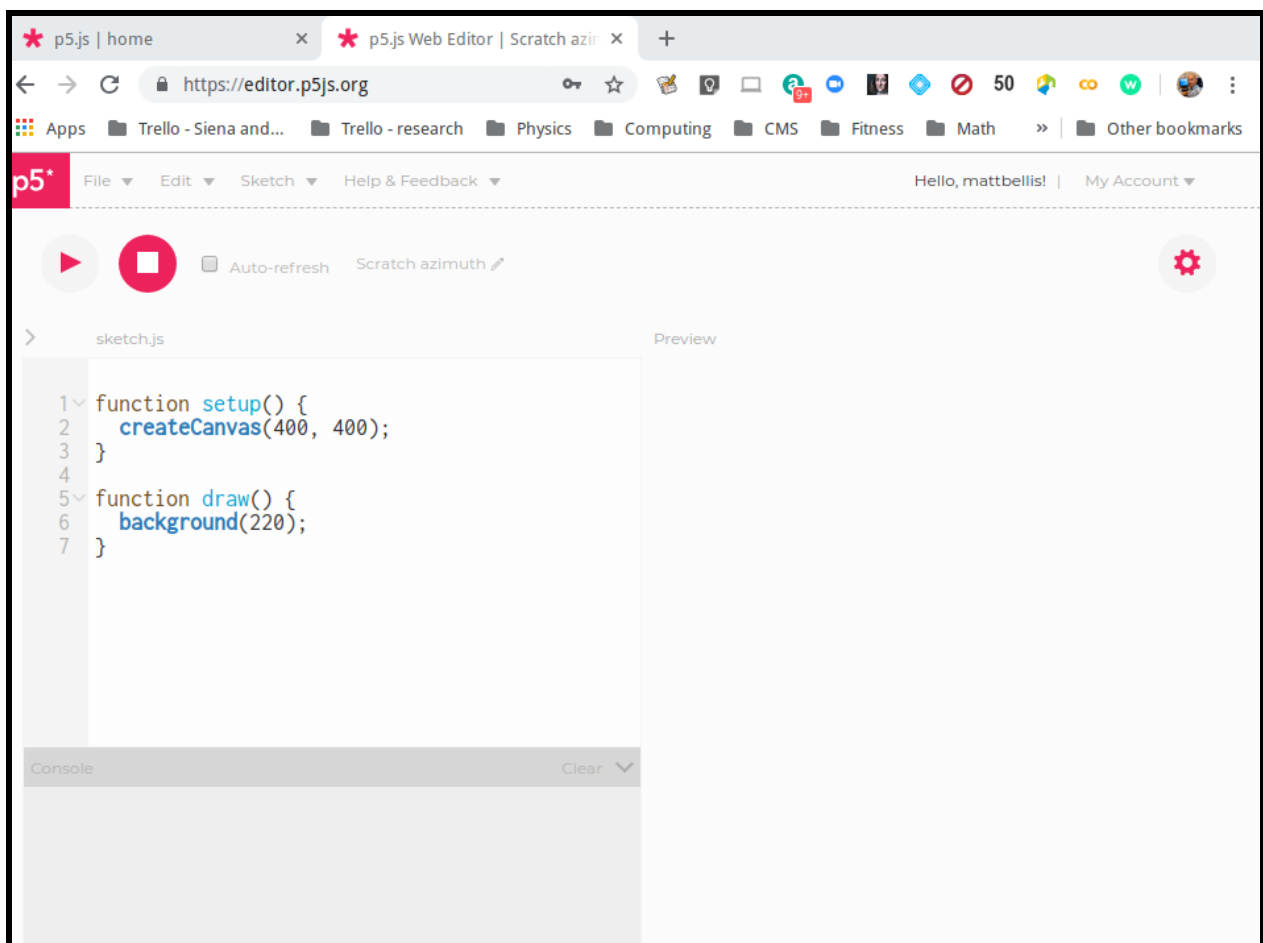 p5.js | home
p5.js Web Editor | Scratch azim
https://editor.p5js.org
a 9+ 50 co w
Apps Trello - Siena and... Trello - research Physics Computing CMS Fitness Math » Other bookmarks
p5* File Edit Sketch Help & Feedback Hello, mattbellis! | My Account
Auto-refresh Scratch azimuth
sketch.js Preview
1 function setup() {
2 createCanvas(400, 400);
3 }
4
5 function draw() {
6 background(220);
7 }
Console Clear